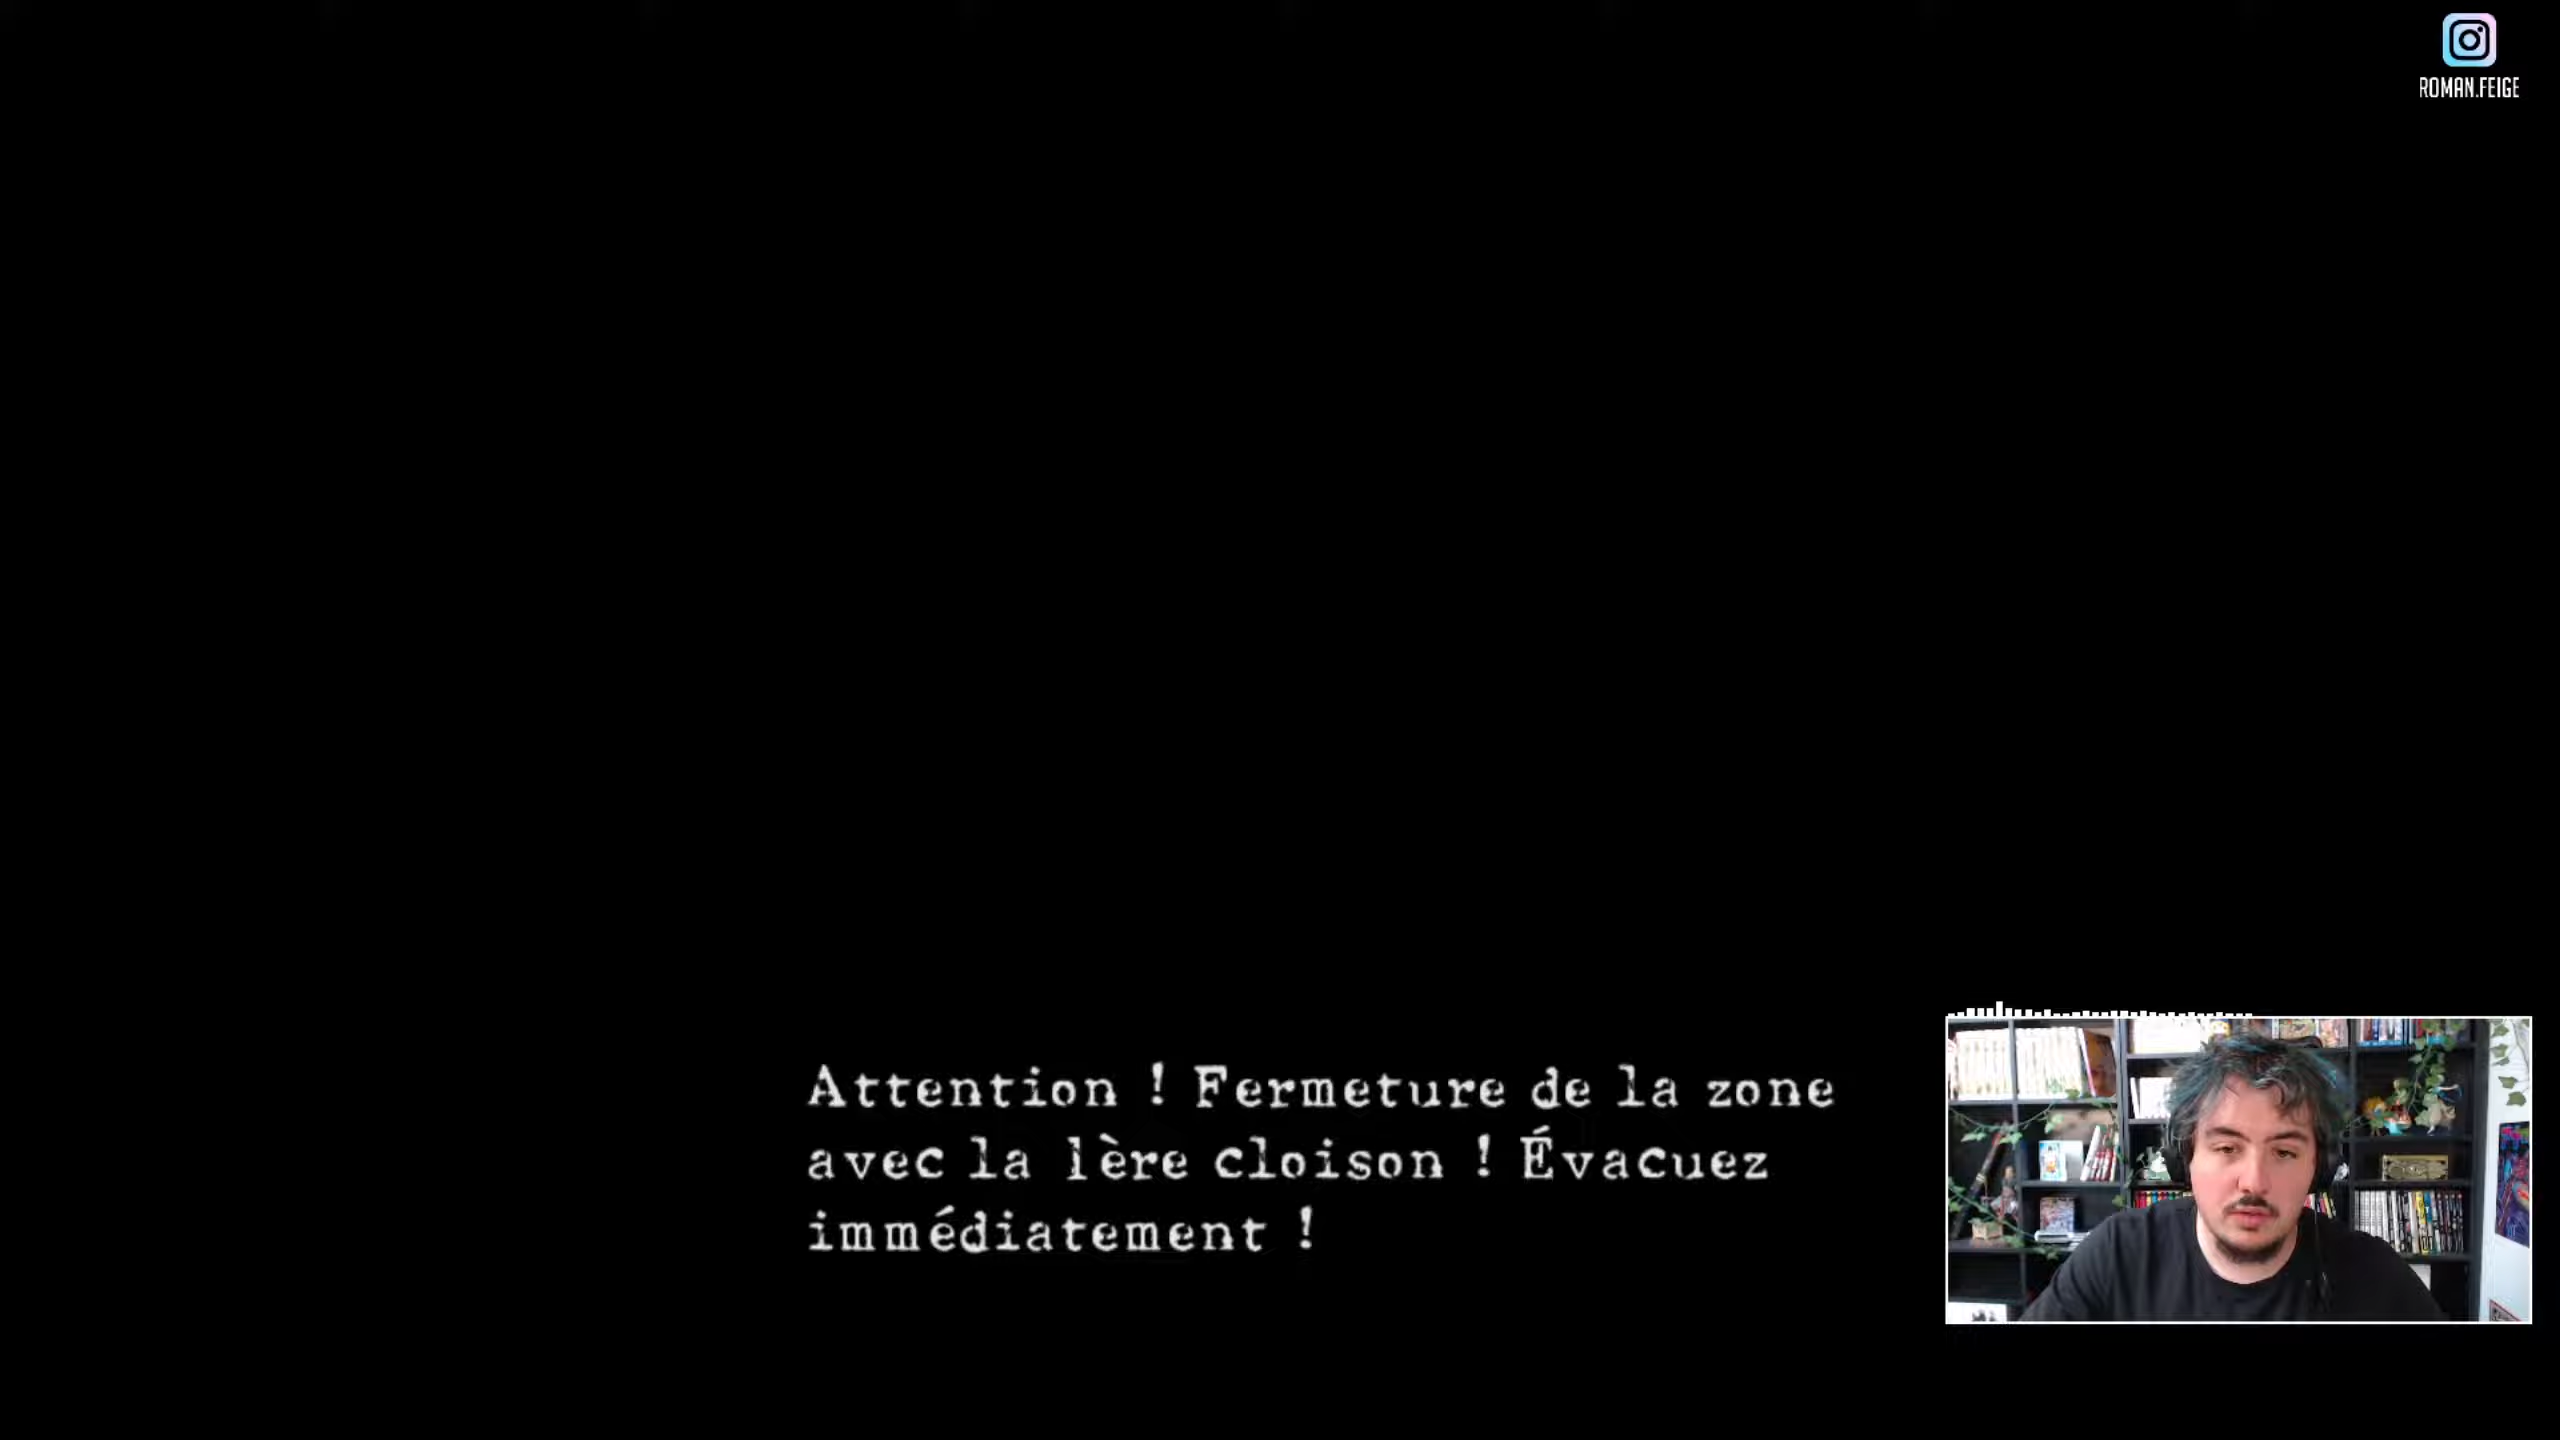 ROMAN.FEIGE
Attention ! Fermeture de la zone
avec la 1ère cloison ! Évacuez
immédiatement !